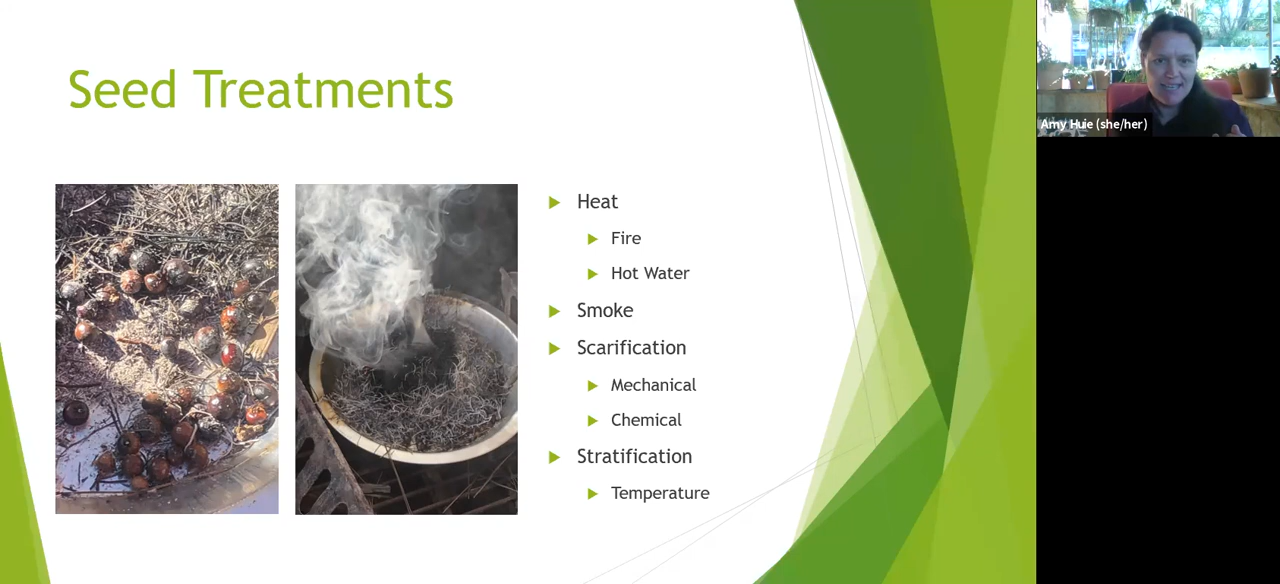 Seed Treatments
Heat
Fire
Hot Water
Smoke
Scarification
Mechanical
Chemical
Stratification
Temperature
Amy Huie (she/her)